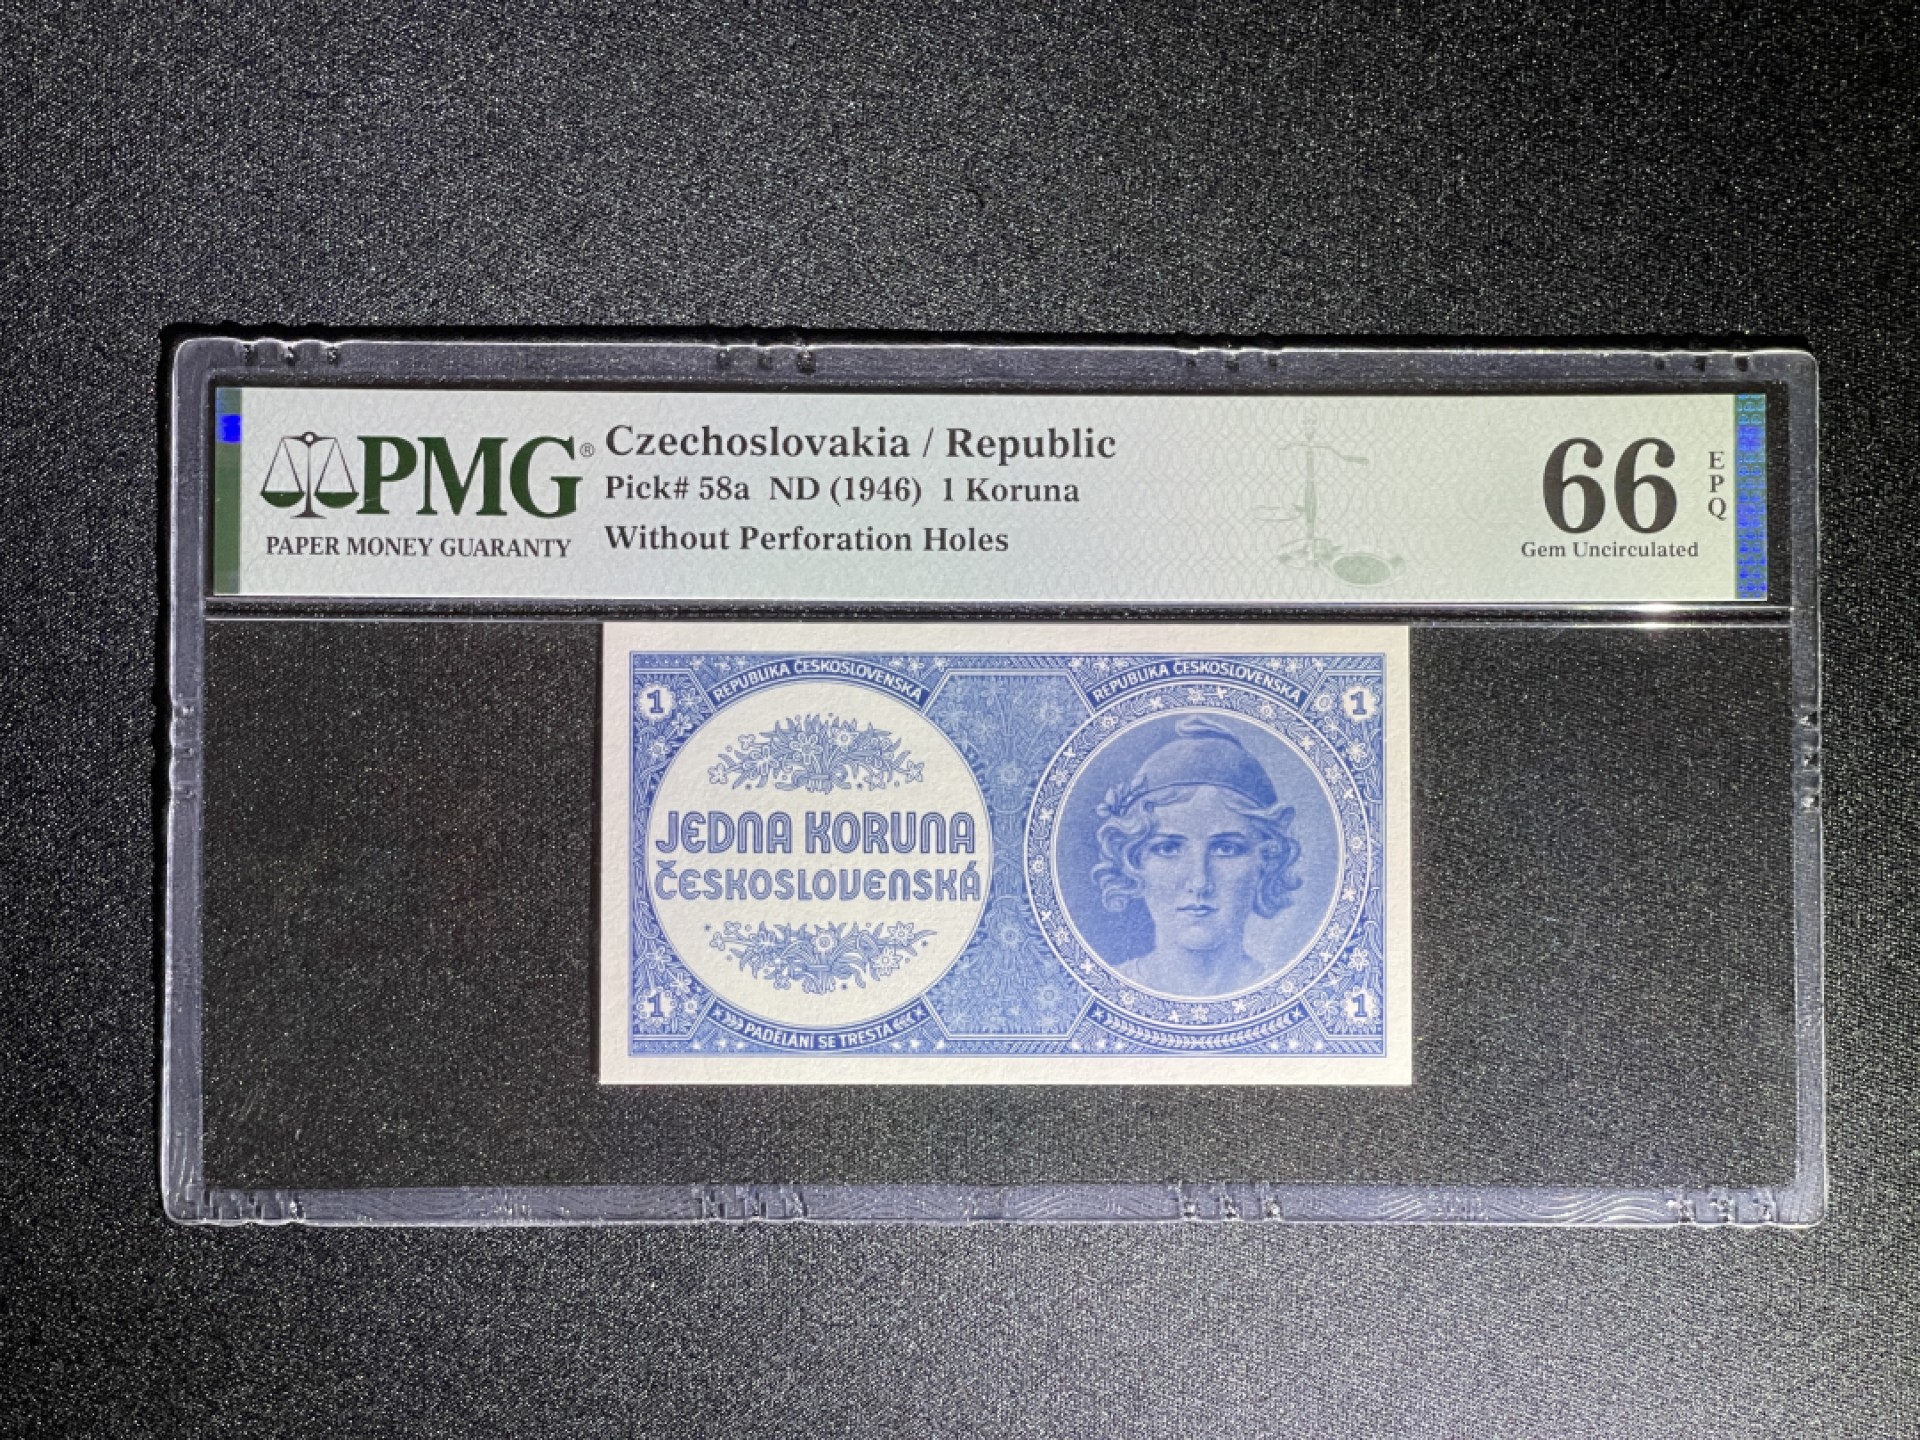 PMG®
PAPER MONEY GUARANTY
Czechoslovakia / Republic
Pick# 58a ND (1946) 1 Koruna
Without Perforation Holes
66
EPQ
Gem Uncirculated
1
REPUBLIKA ČESKOSLOVENSKÁ
REPUBLIKA ČESKOSLOVENSKÁ
1
JEDNA KORUNA
ČESKOSLOVENSKÁ
1
PADĚLÁNÍ SE TRESTÁ
1